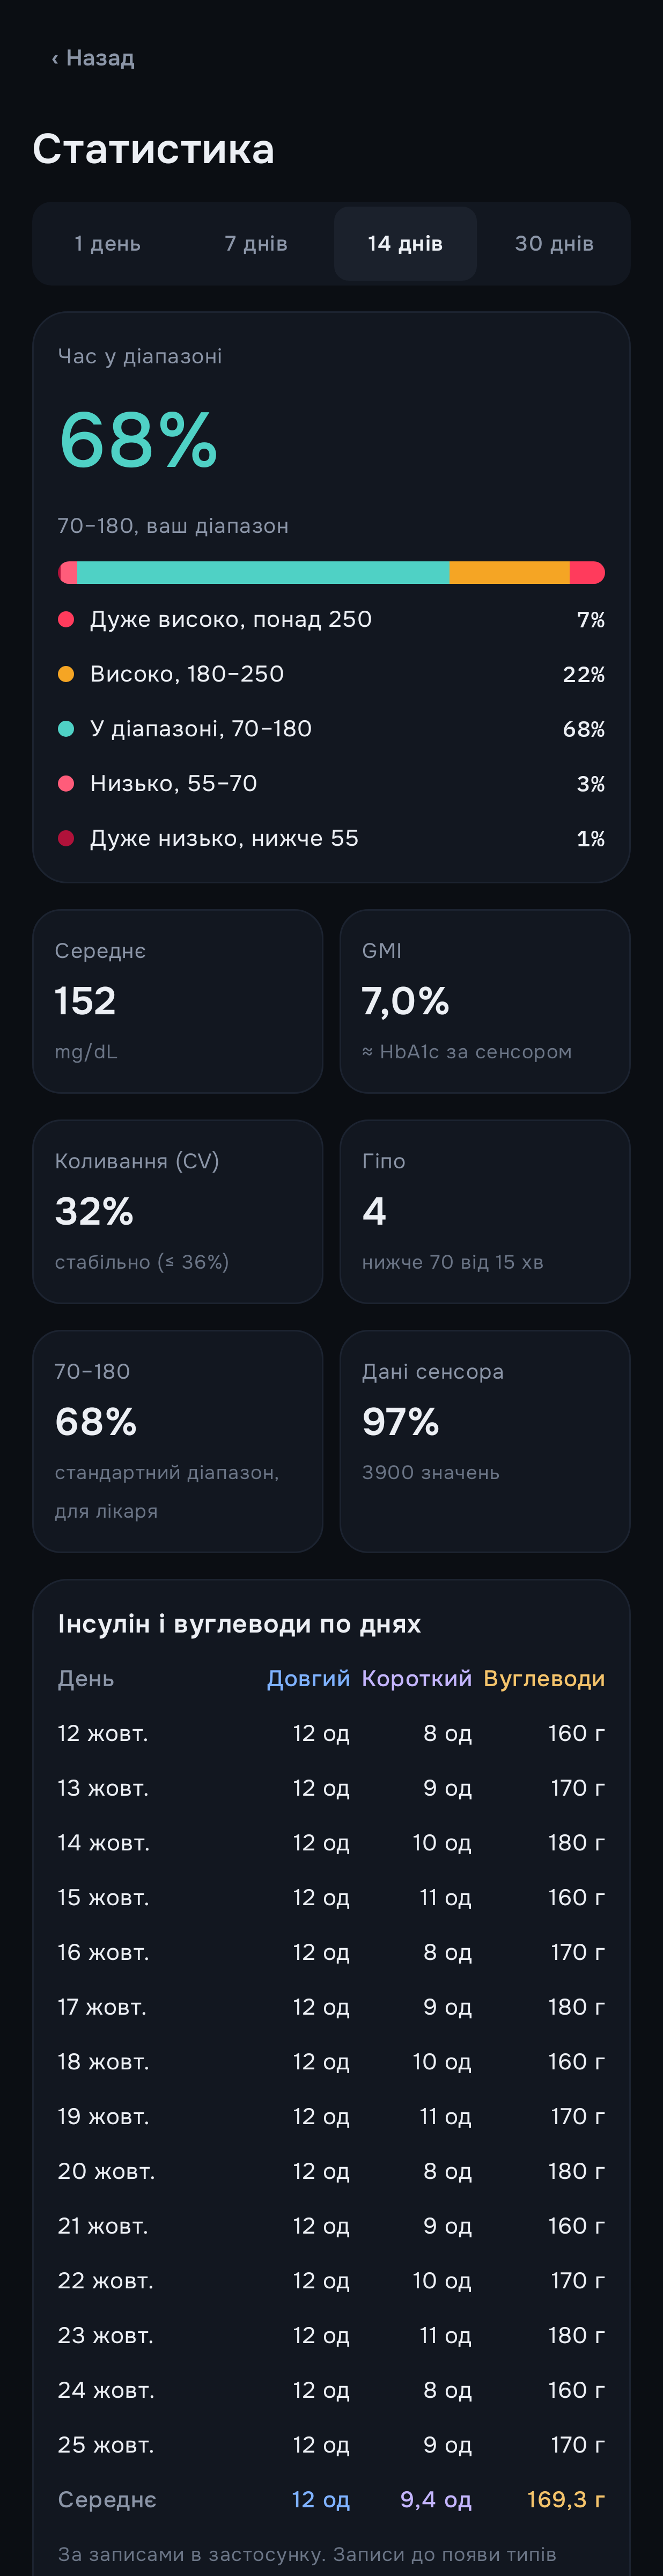 ‹ Назад
Статистика
1 день 7 днів 14 днів 30 днів
Час у діапазоні
68%
70–180, ваш діапазон
Дуже високо, понад 250 7%
Високо, 180–250 22%
У діапазоні, 70–180 68%
Низько, 55–70 3%
Дуже низько, нижче 55 1%
Середнє GMI
152 7,0%
mg/dL ≈ HbA1c за сенсором
Коливання (CV) Гіпо
32% 4
стабільно (≤ 36%) нижче 70 від 15 хв
70–180 Дані сенсора
68% 97%
стандартний діапазон, 3900 значень
для лікаря
Інсулін і вуглеводи по днях
День Довгий Короткий Вуглеводи
12 жовт. 12 од 8 од 160 г
13 жовт. 12 од 9 од 170 г
14 жовт. 12 од 10 од 180 г
15 жовт. 12 од 11 од 160 г
16 жовт. 12 од 8 од 170 г
17 жовт. 12 од 9 од 180 г
18 жовт. 12 од 10 од 160 г
19 жовт. 12 од 11 од 170 г
20 жовт. 12 од 8 од 180 г
21 жовт. 12 од 9 од 160 г
22 жовт. 12 од 10 од 170 г
23 жовт. 12 од 11 од 180 г
24 жовт. 12 од 8 од 160 г
25 жовт. 12 од 9 од 170 г
Середнє 12 од 9,4 од 169,3 г
За записами в застосунку. Записи до появи типів